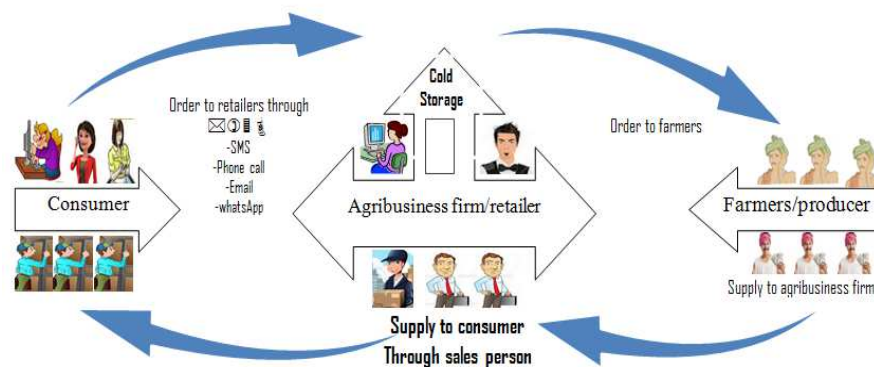 Order to retailers through
-SMS
-Phone call
-Email
-whatsApp
Consumer
Cold
Storage
Agribusiness firm/retailer
Supply to consumer
Through sales person
Order to farmers
Farmers/producer
Supply to agribusiness firm